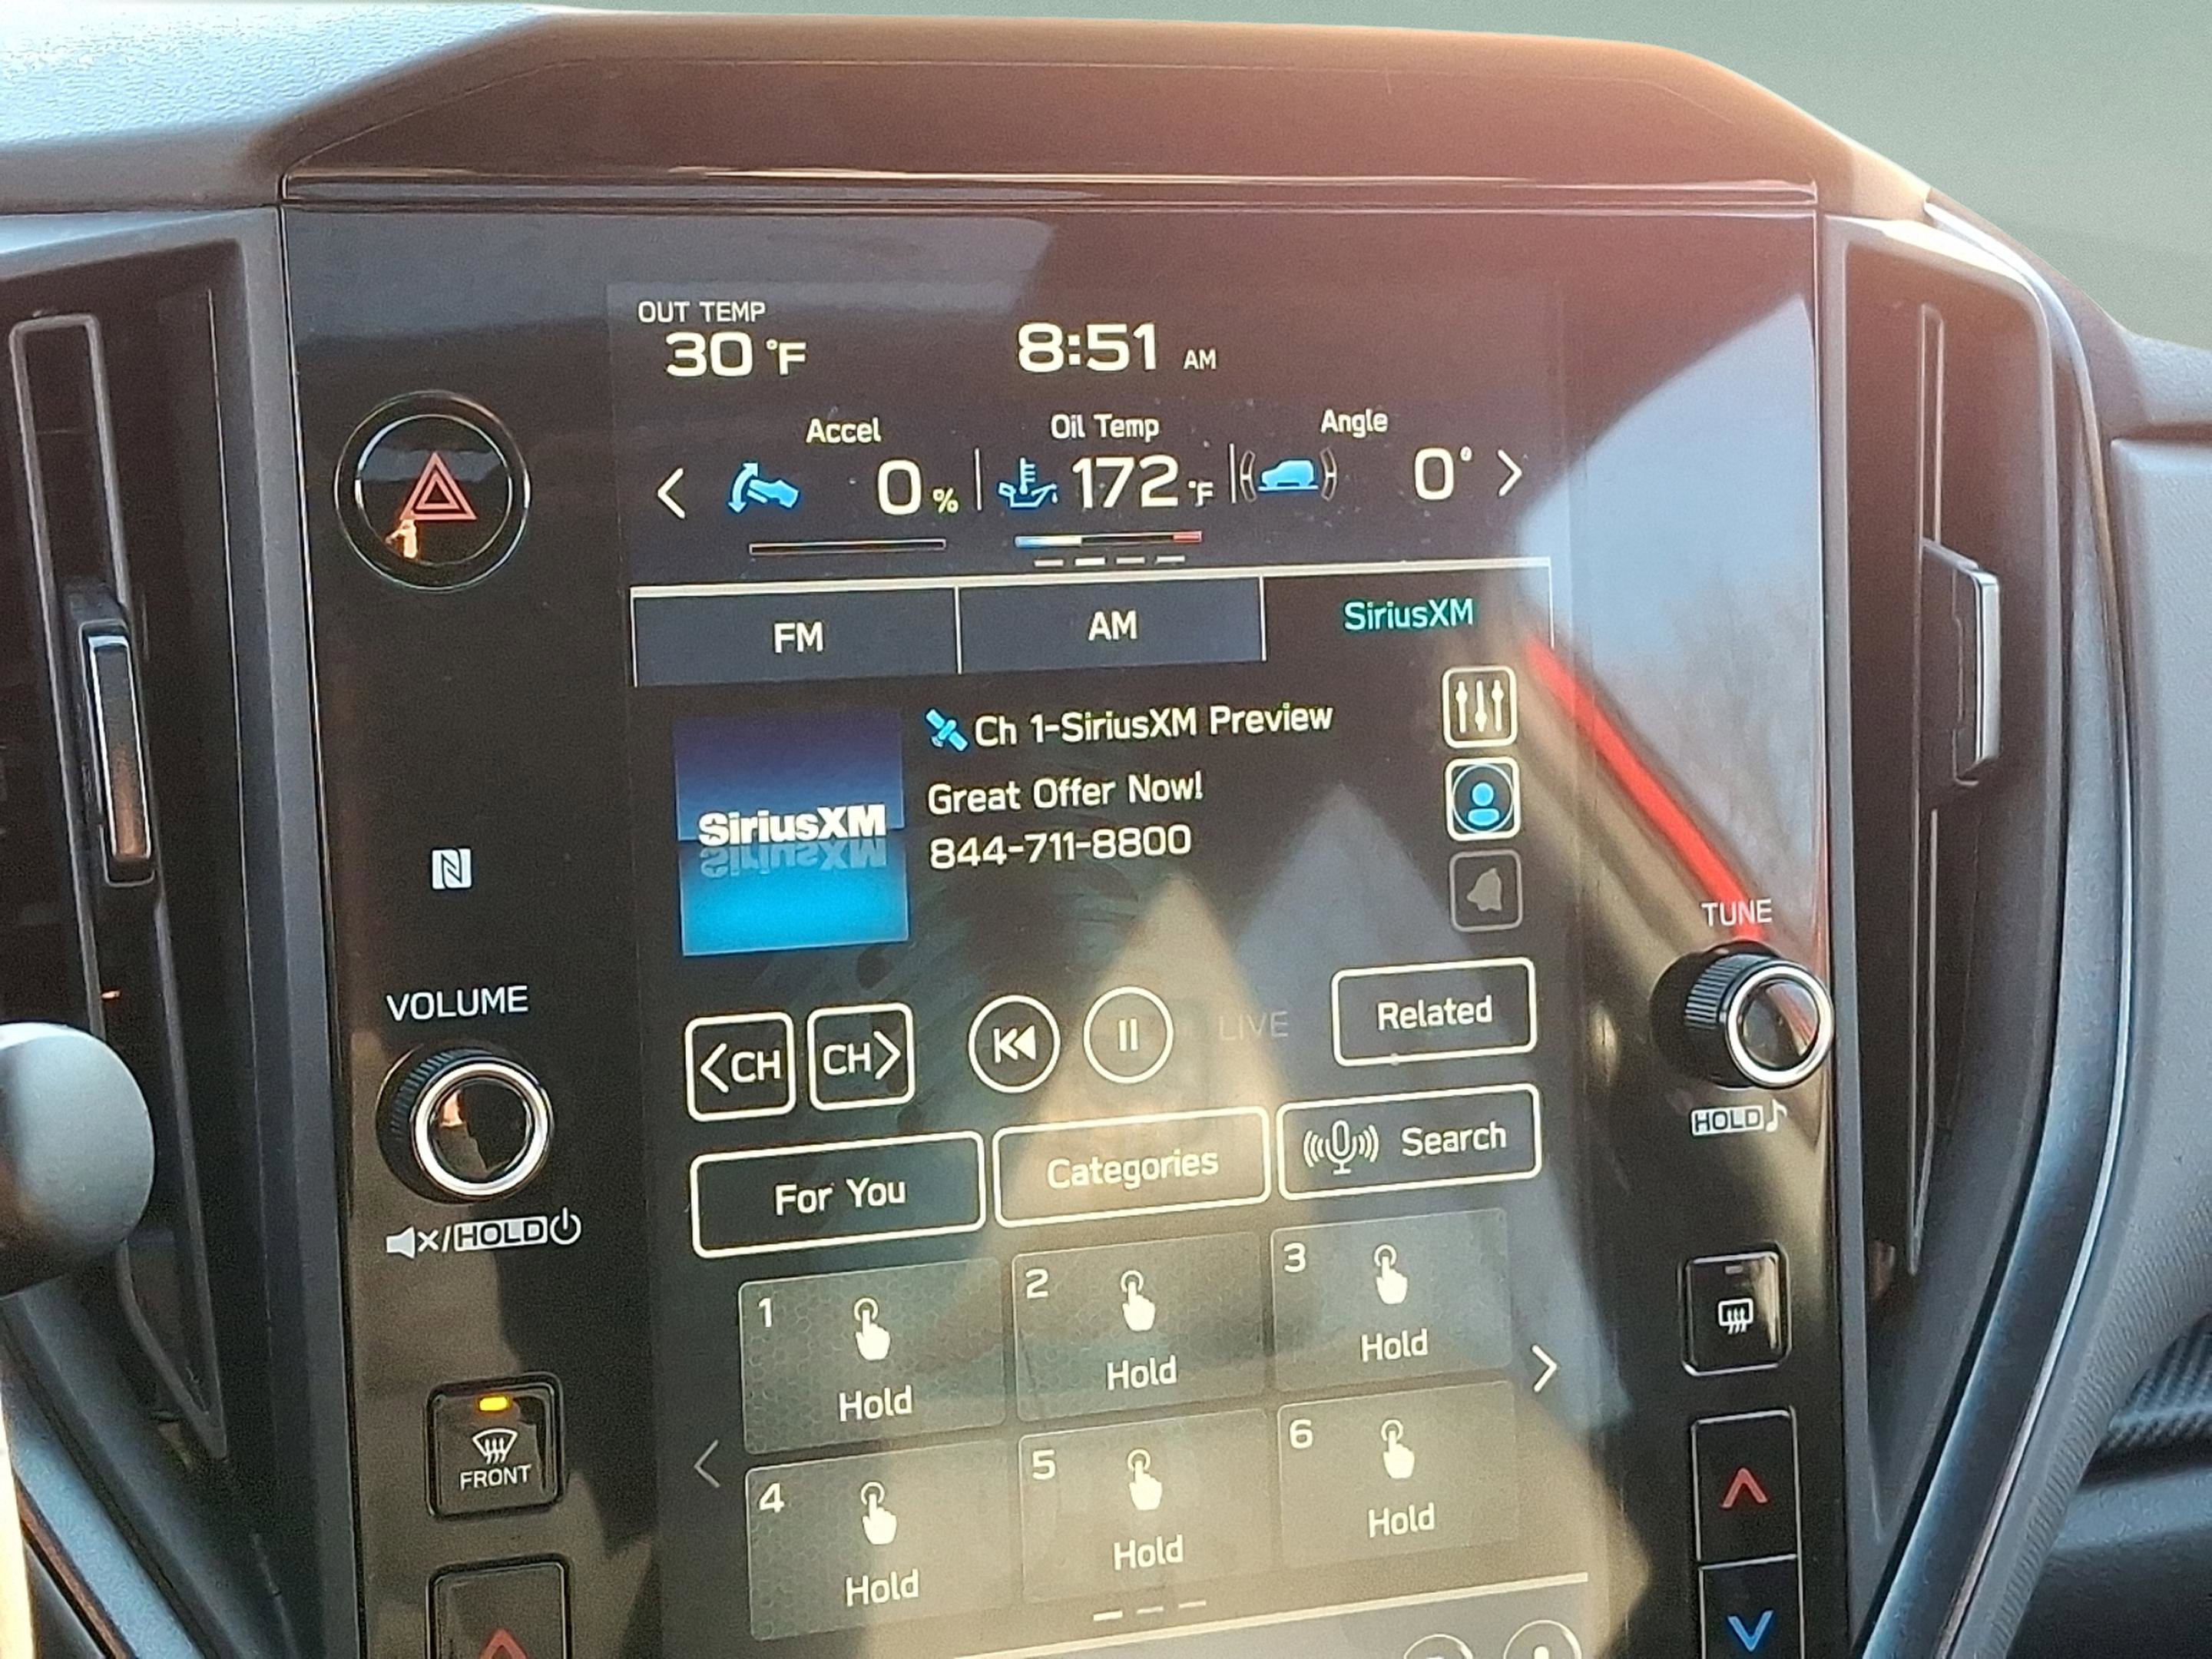 OUT TEMP
30 °F
8:51 AM
Accel
0 %
Oil Temp
172 °F
Angle
0°
FM
AM
SiriusXM
SiriusXM
Ch 1-SiriusXM Preview
Great Offer Now!
844-711-8800
VOLUME
TUNE
<CH
CH>
LIVE
Related
HOLD
For You
Categories
Search
/HOLD
1
Hold
2
Hold
3
Hold
4
Hold
5
Hold
6
Hold
FRONT